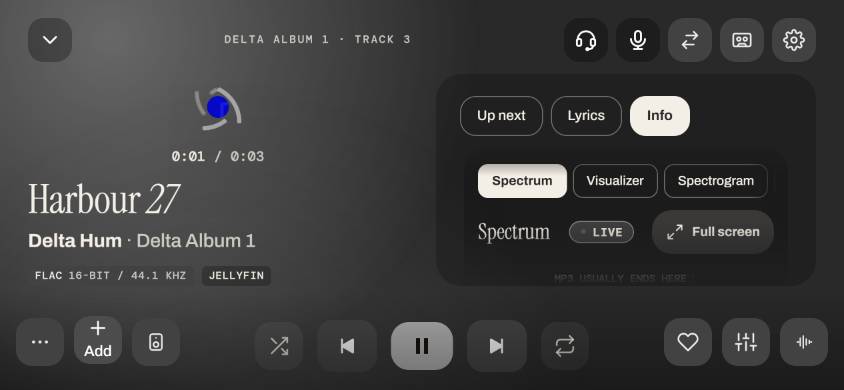 DELTA ALBUM 1 · TRACK 3
0:01 / 0:03
Harbour 27
Delta Hum · Delta Album 1
FLAC 16-BIT / 44.1 KHZ JELLYFIN
Up next Lyrics Info
Spectrum Visualizer Spectrogram
Spectrum LIVE Full screen
MP3 USUALLY ENDS HERE
Add